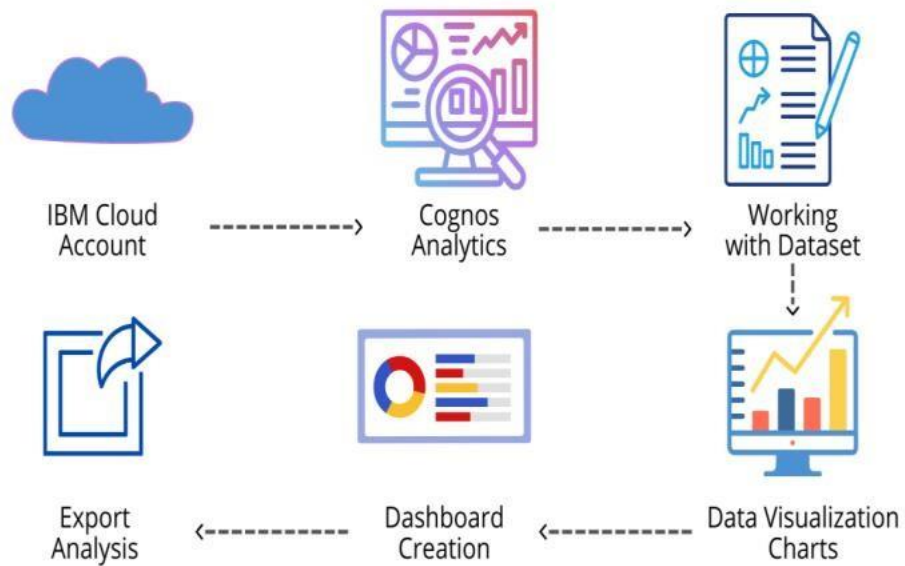 IBM Cloud
Account
Cognos
Analytics
Working
with Dataset
Export
Analysis
Dashboard
Creation
Data Visualization
Charts